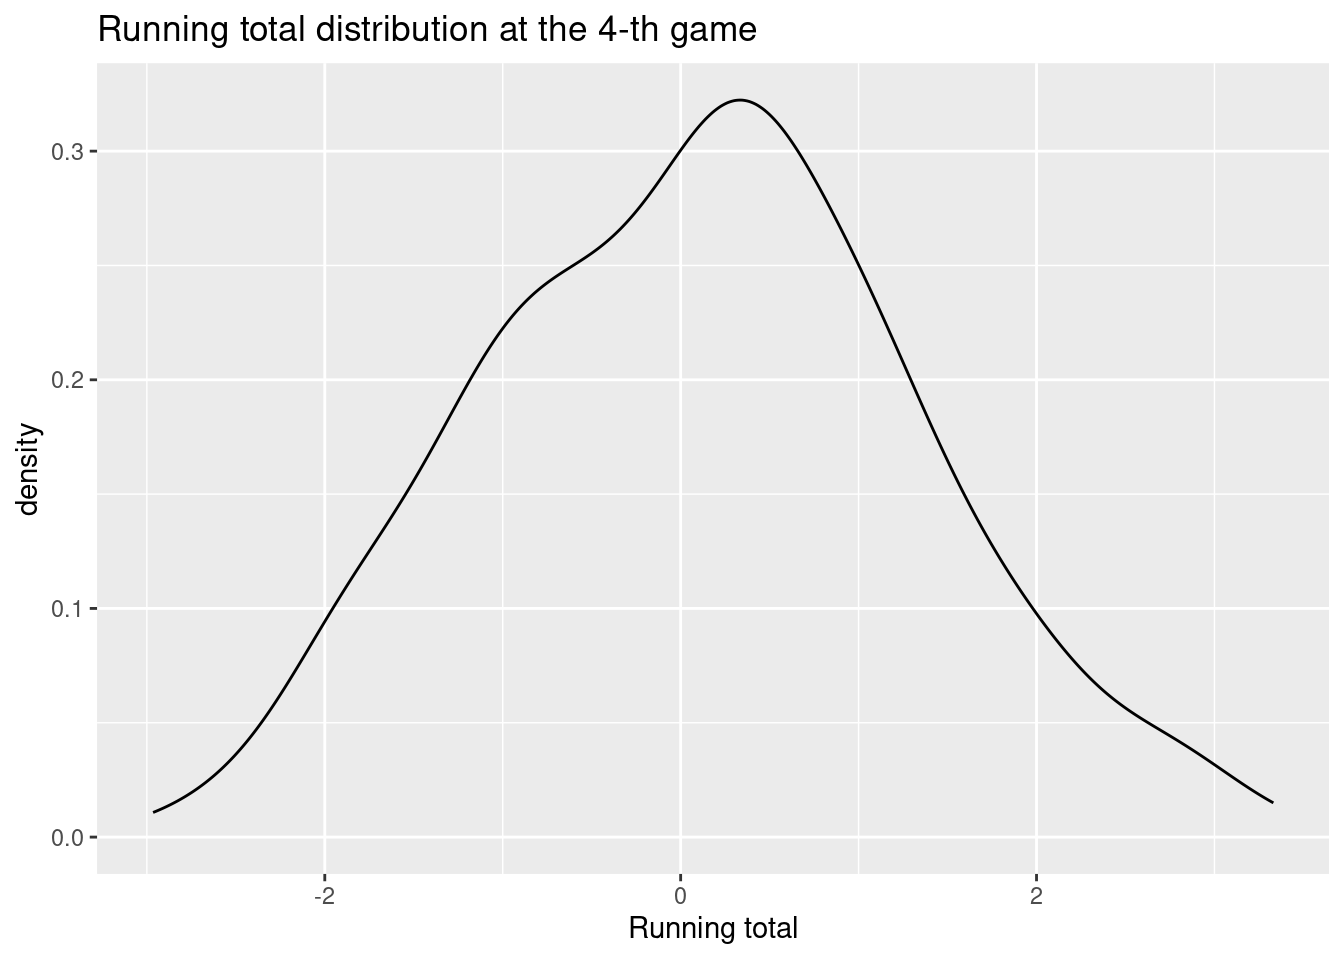 Running total distribution at the 4-th game
density
0.3
0.2
0.1
0.0
-2 0 2
Running total